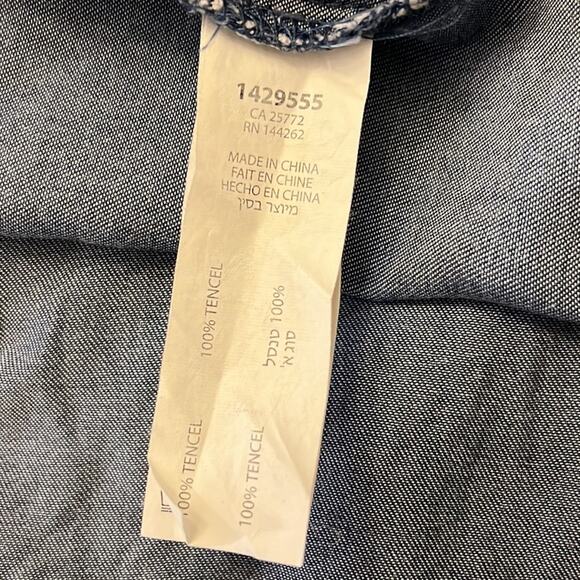 1429555
CA 25772
RN 144262
MADE IN CHINA
FAIT EN CHINE
HECHO EN CHINA
מיוצר בסין
100% TENCEL
100% טנסל
סוג א'
100% TENCEL
100% TENCEL